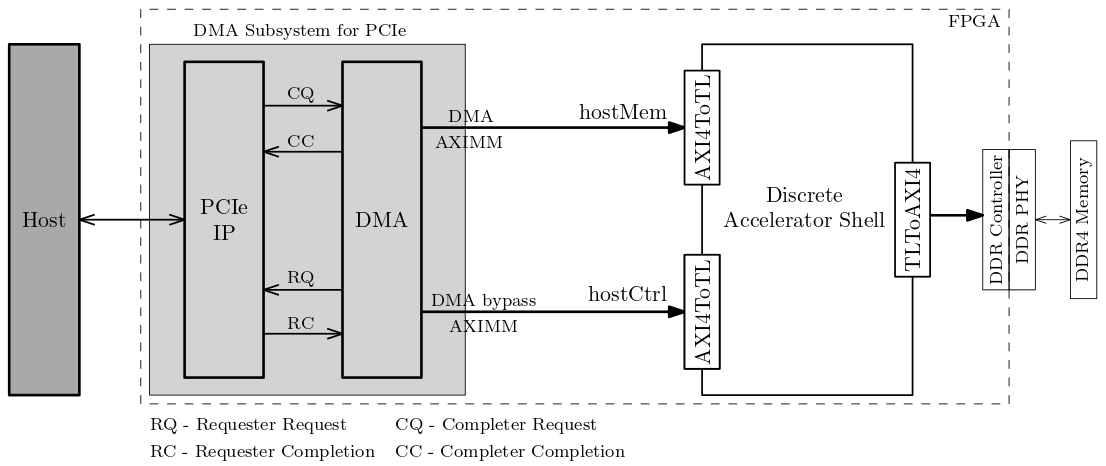 FPGA
DMA Subsystem for PCIe
Host
PCIe
IP
CQ
CC
RQ
RC
DMA
DMA
AXIMM
DMA bypass
AXIMM
hostMem
hostCtrl
AXI4ToTL
AXI4ToTL
Discrete
Accelerator Shell
TLToAXI4
DDR Controller
DDR PHY
DDR4 Memory
RQ - Requester Request
CQ - Completer Request
RC - Requester Completion
CC - Completer Completion